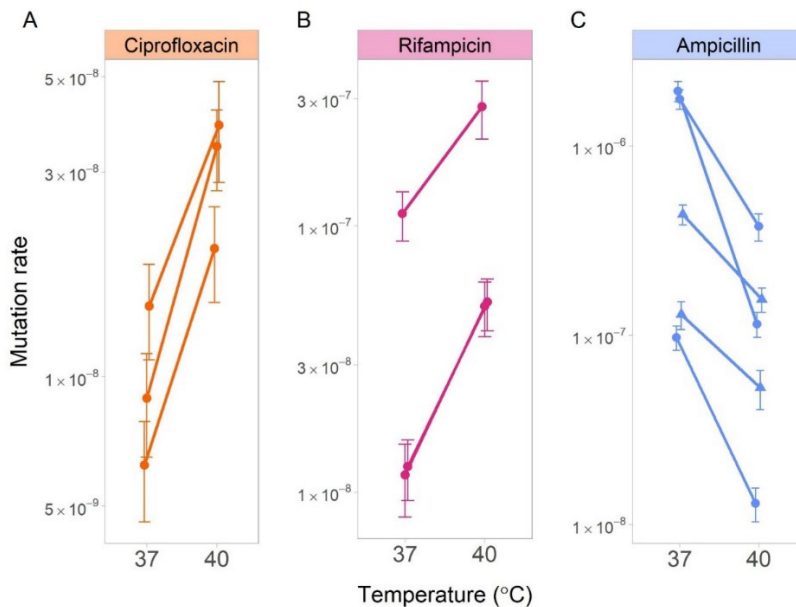 A
B
C
Ciprofloxacin
Rifampicin
Ampicillin
Mutation rate
5 × 10⁻⁸
3 × 10⁻⁸
1 × 10⁻⁸
5 × 10⁻⁹
3 × 10⁻⁷
1 × 10⁻⁷
3 × 10⁻⁸
1 × 10⁻⁸
1 × 10⁻⁶
1 × 10⁻⁷
1 × 10⁻⁸
37 40
37 40
37 40
Temperature (°C)